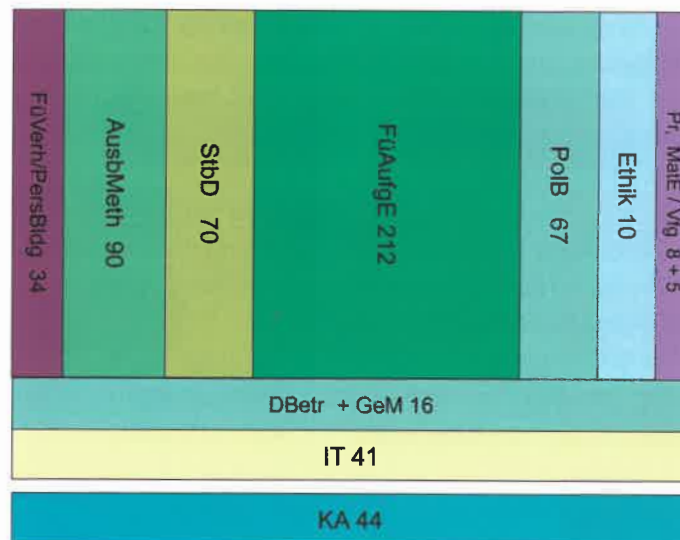 FüVerh/PersBldg 34
AusbMeth 90
StbD 70
FüAufgE 212
PolB 67
Ethik 10
Pr, MatE / Vfg 8 + 5
DBetr + GeM 16
IT 41
KA 44